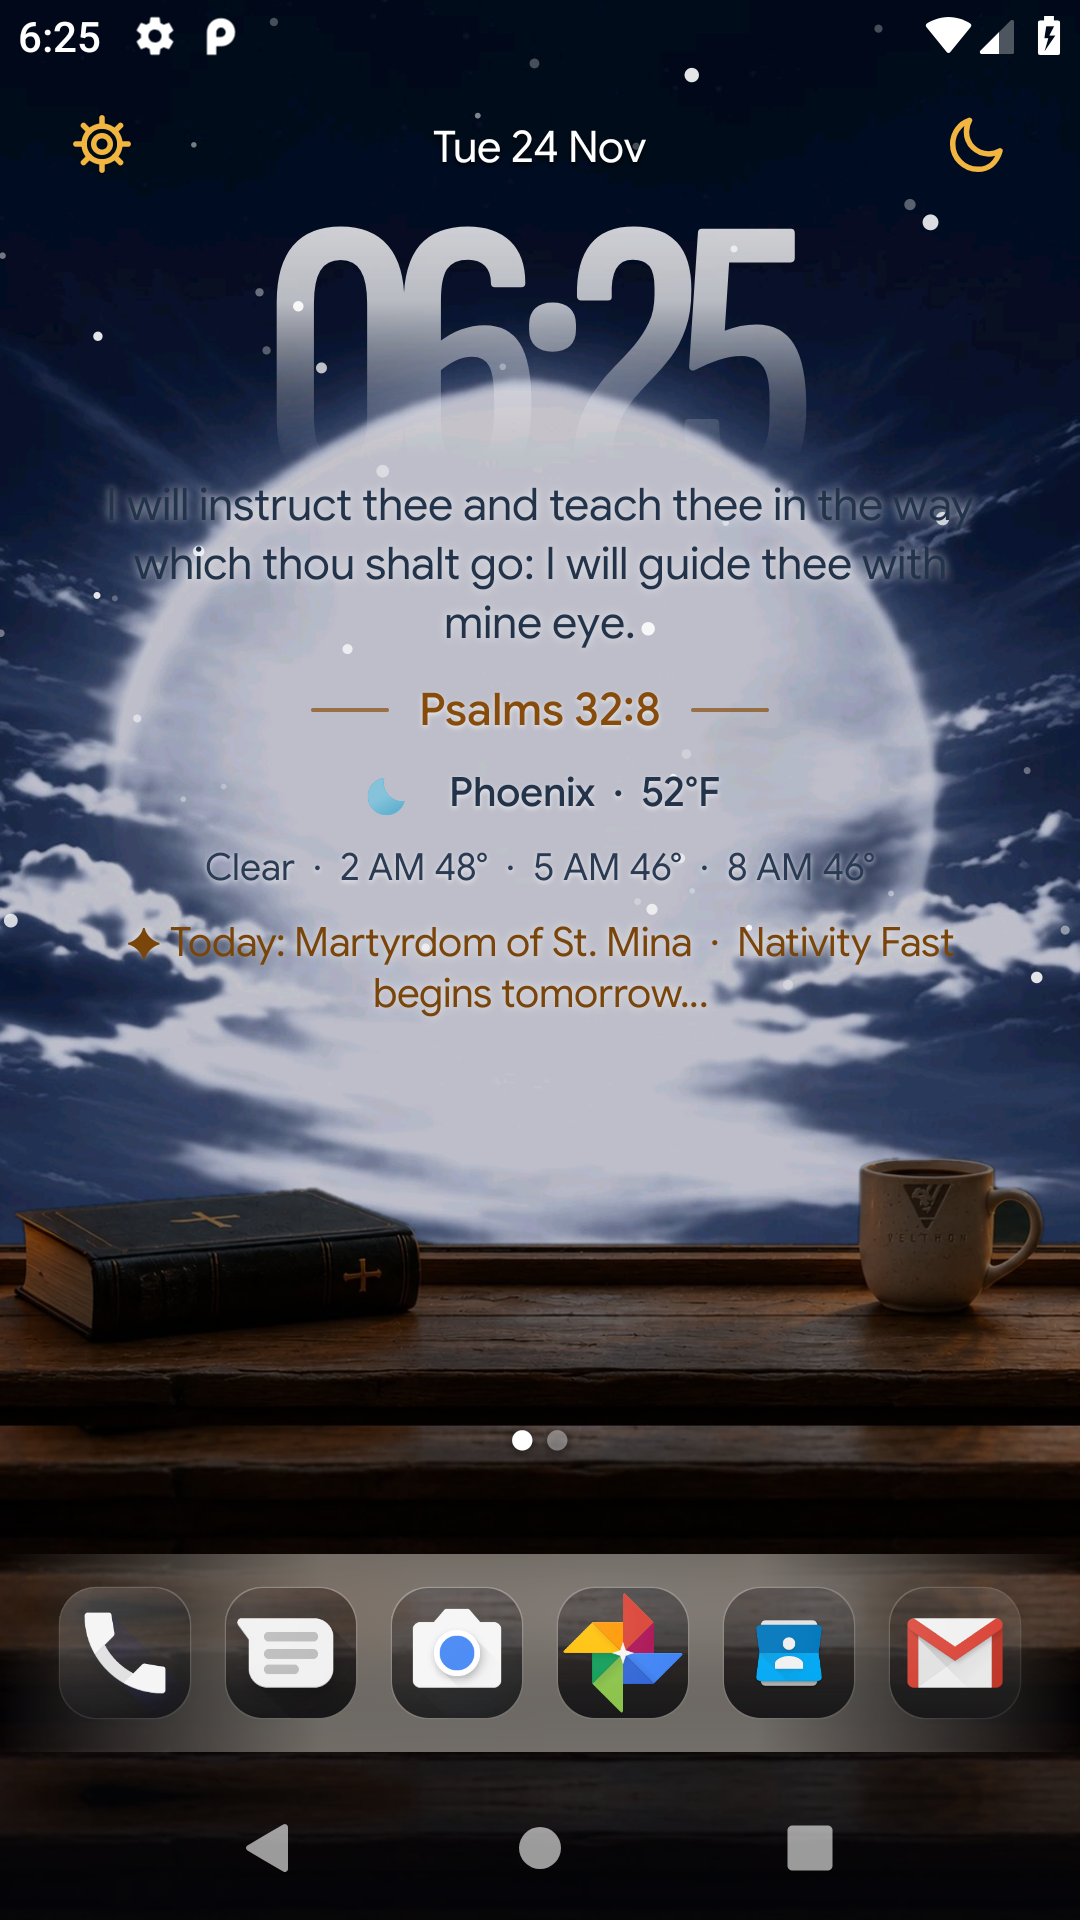 6:25
Tue 24 Nov
06:25
I will instruct thee and teach thee in the way
which thou shalt go: I will guide thee with
mine eye.
Psalms 32:8
Phoenix · 52°F
Clear · 2 AM 48° · 5 AM 46° · 8 AM 46°
✦ Today: Martyrdom of St. Mina · Nativity Fast
begins tomorrow...